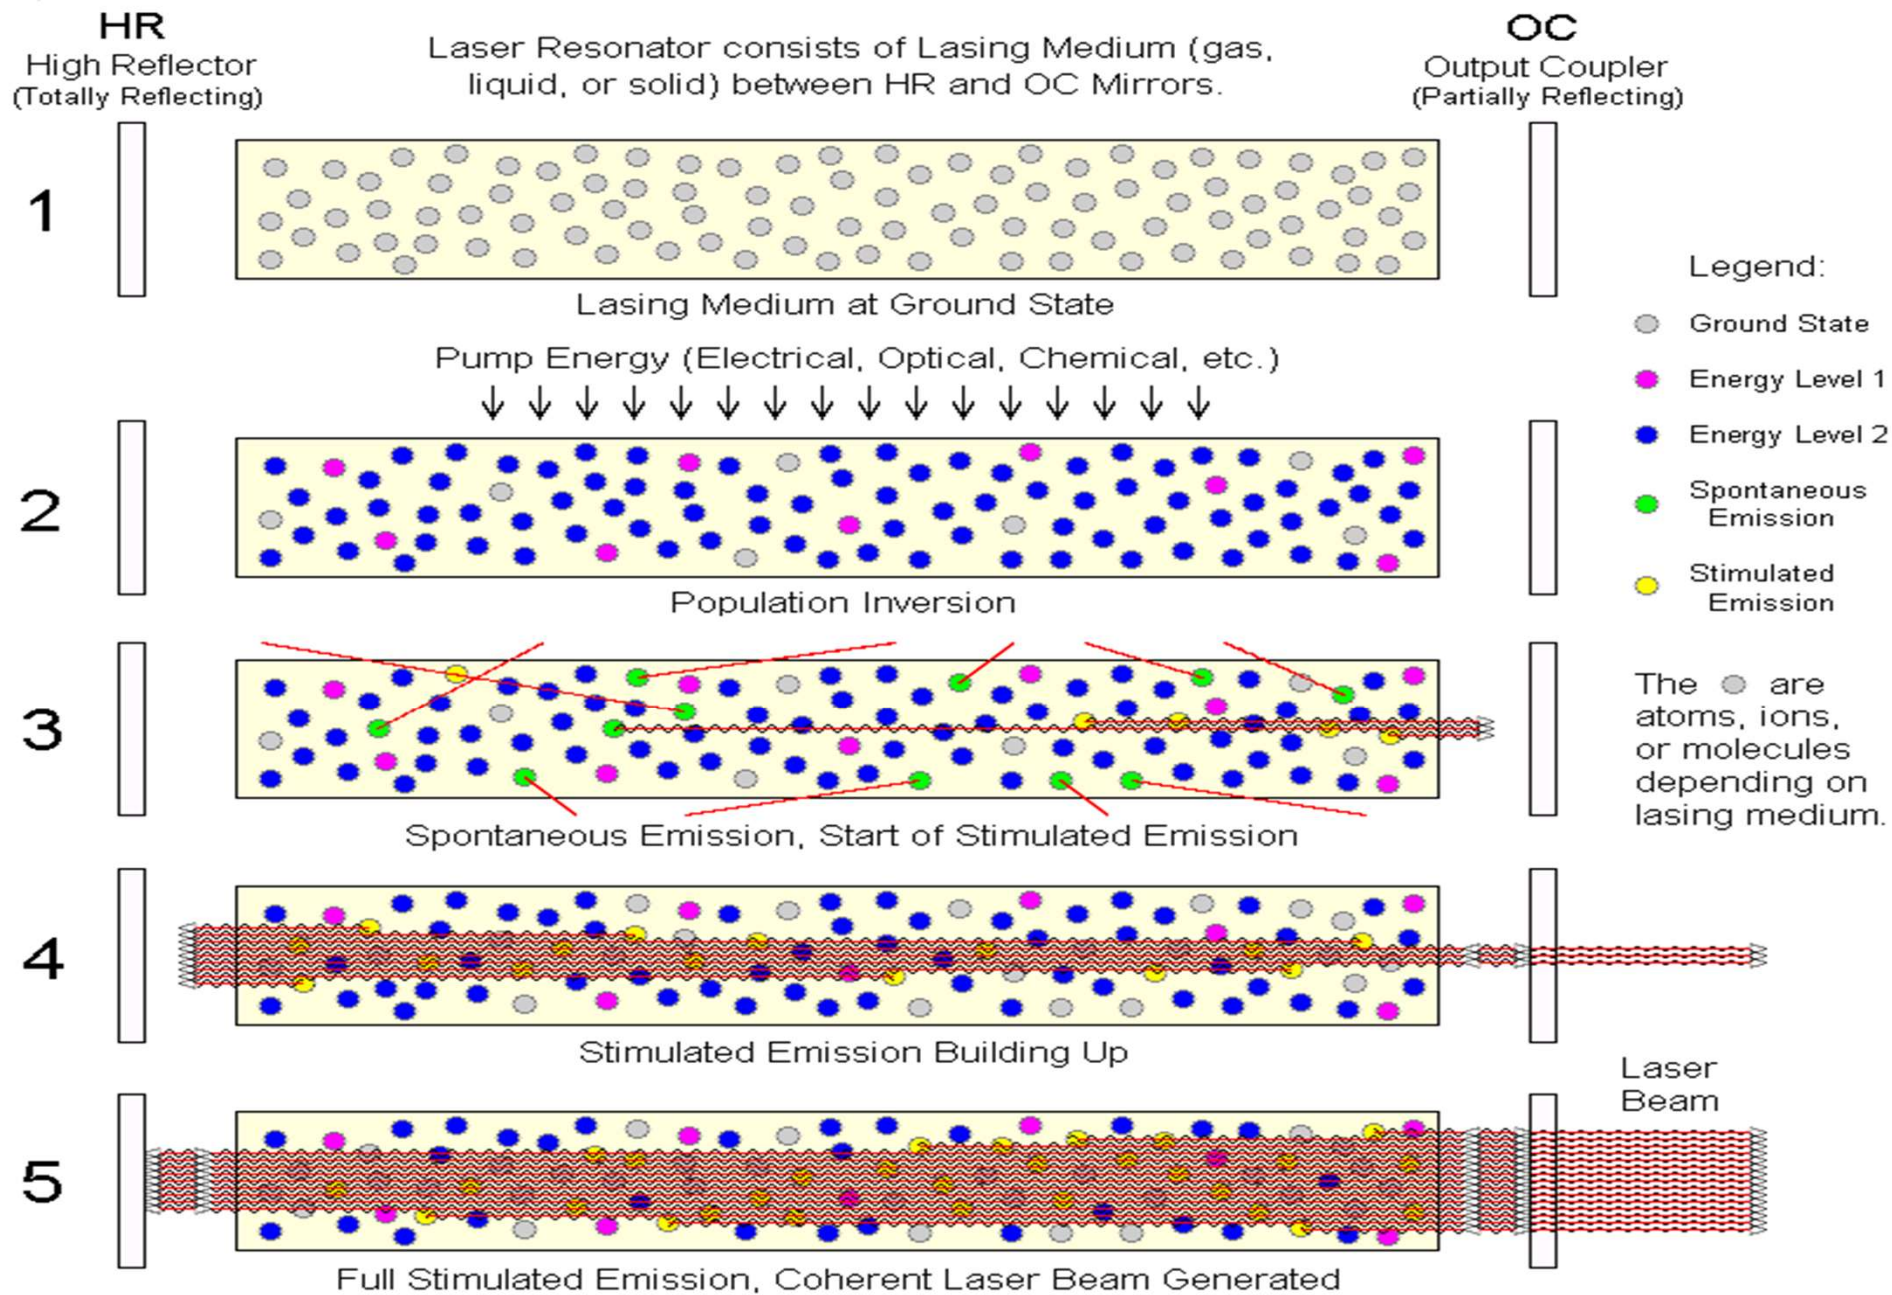 HR
High Reflector
(Totally Reflecting)
Laser Resonator consists of Lasing Medium (gas,
liquid, or solid) between HR and OC Mirrors.
OC
Output Coupler
(Partially Reflecting)
1
Lasing Medium at Ground State
Pump Energy (Electrical, Optical, Chemical, etc.)
2
Population Inversion
3
Spontaneous Emission, Start of Stimulated Emission
4
Stimulated Emission Building Up
5
Full Stimulated Emission, Coherent Laser Beam Generated
Legend:
Ground State
Energy Level 1
Energy Level 2
Spontaneous
Emission
Stimulated
Emission
The are
atoms, ions,
or molecules
depending on
lasing medium.
Laser
Beam